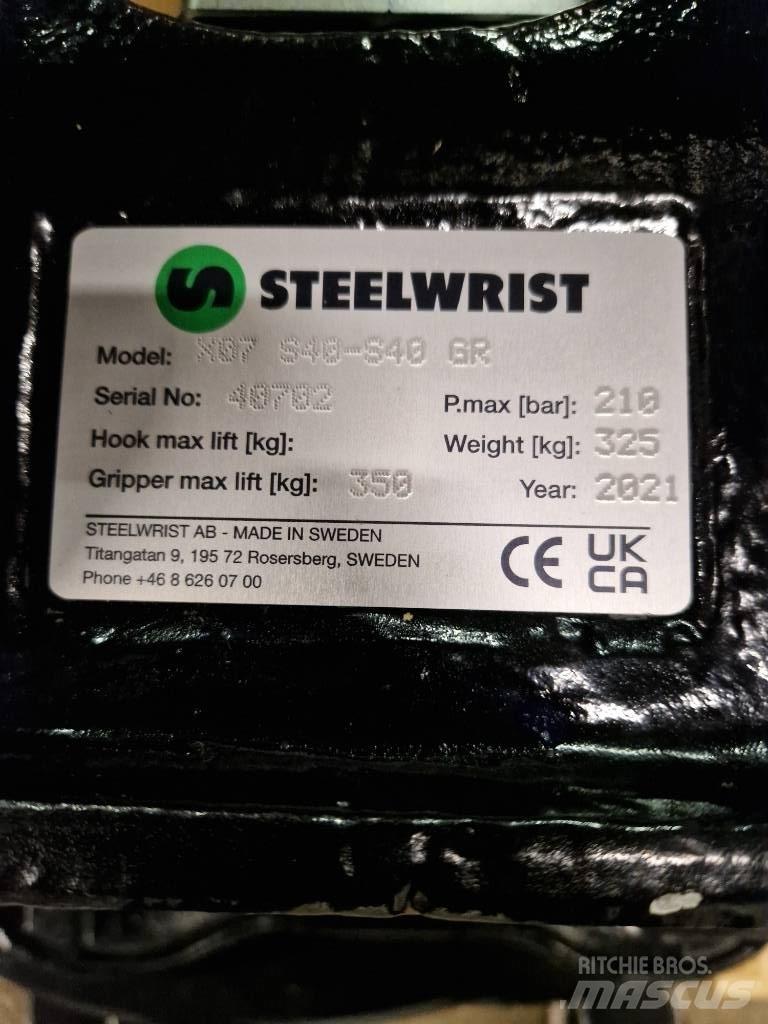 STEELWRIST
Model: X07 S40-S40 GR
Serial No: 40702
P.max [bar]: 210
Hook max lift [kg]:
Weight [kg]: 325
Gripper max lift [kg]: 350
Year: 2021
STEELWRIST AB - MADE IN SWEDEN
Titangatan 9, 195 72 Rosersberg, SWEDEN
Phone +46 8 626 07 00
CE
UK
CA
RITCHIE BROS.
MASCUS